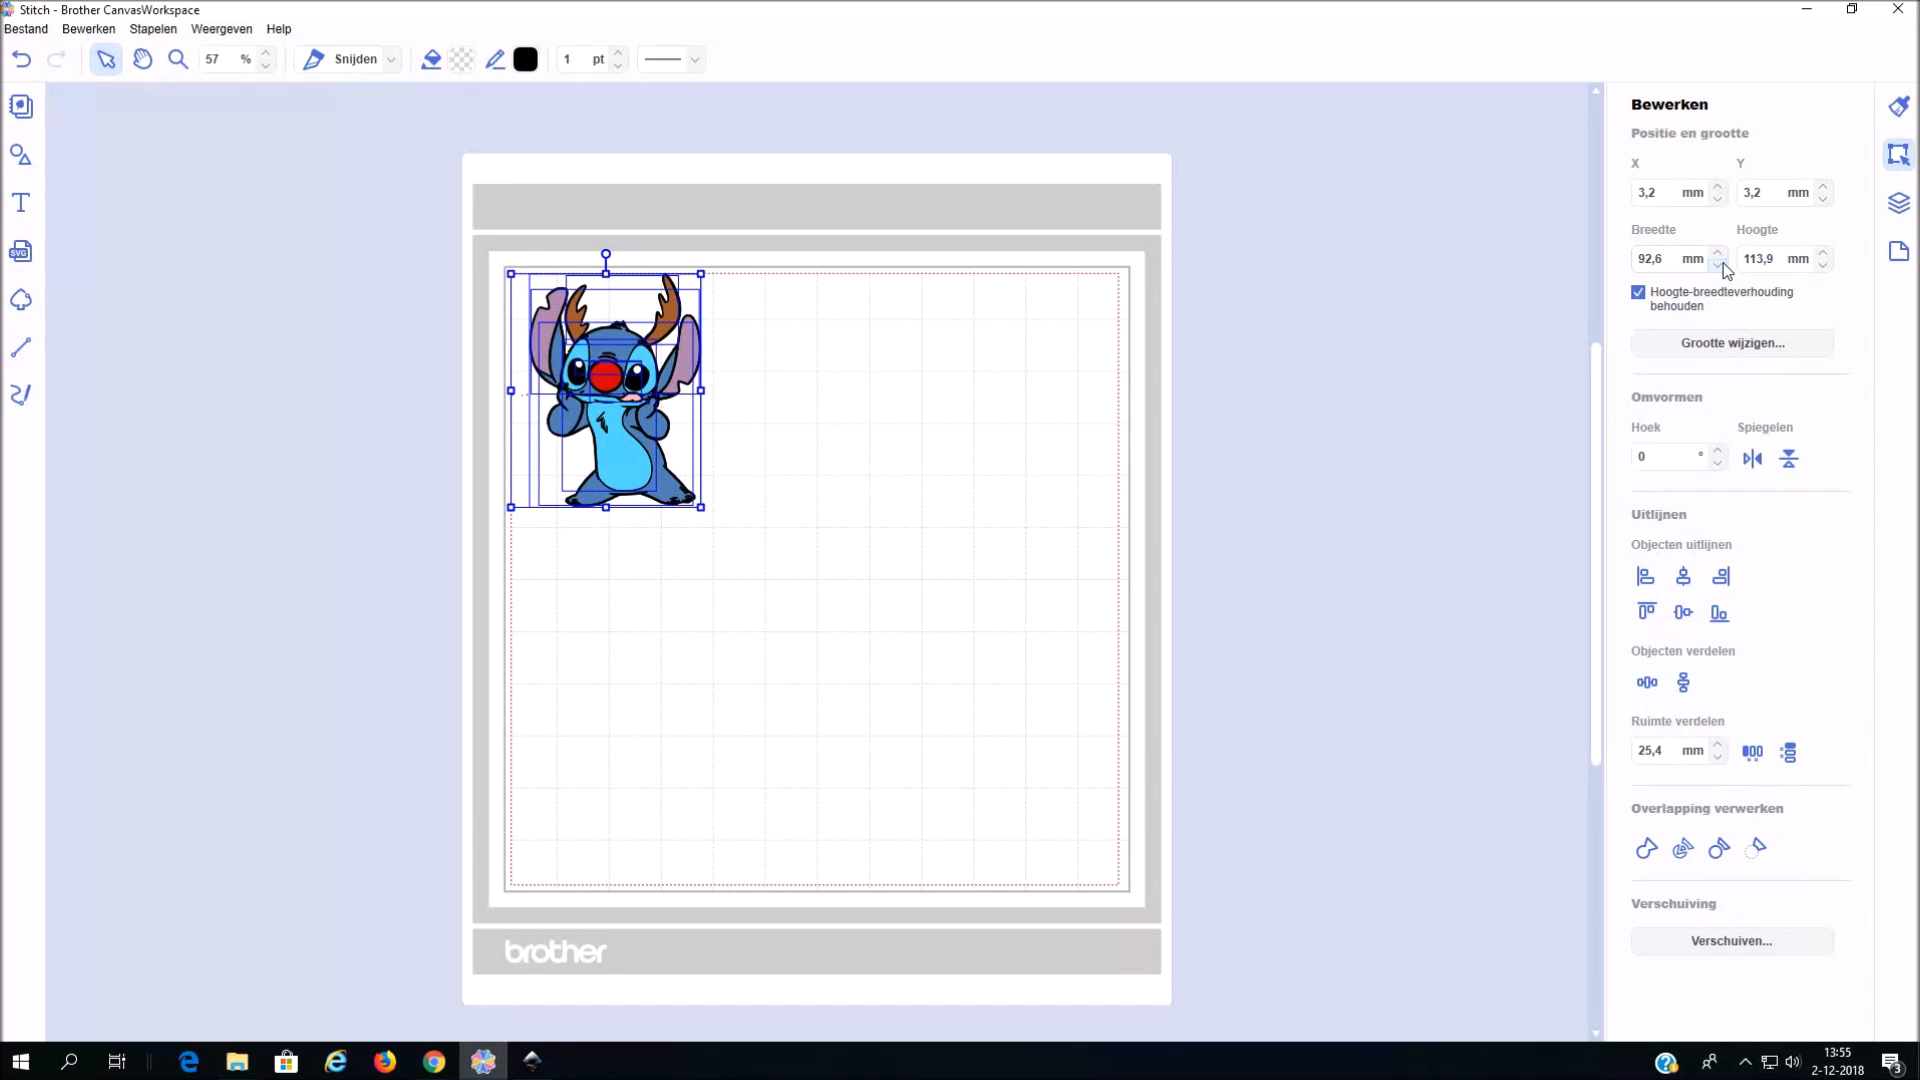 Stitch - Brother CanvasWorkspace
Bestand Bewerken Stapelen Weergeven Help
57 % Snijden 1 pt
Bewerken
Positie en grootte
X Y
3,2 mm 3,2 mm
Breedte Hoogte
92,6 mm 113,9 mm
Hoogte-breedteverhouding
behouden
Grootte wijzigen...
Omvormen
Hoek Spiegelen
0 °
Uitlijnen
Objecten uitlijnen
Objecten verdelen
Ruimte verdelen
25,4 mm
Overlapping verwerken
Verschuiving
Verschuiven...
SVG
brother
13:55
2-12-2018
3